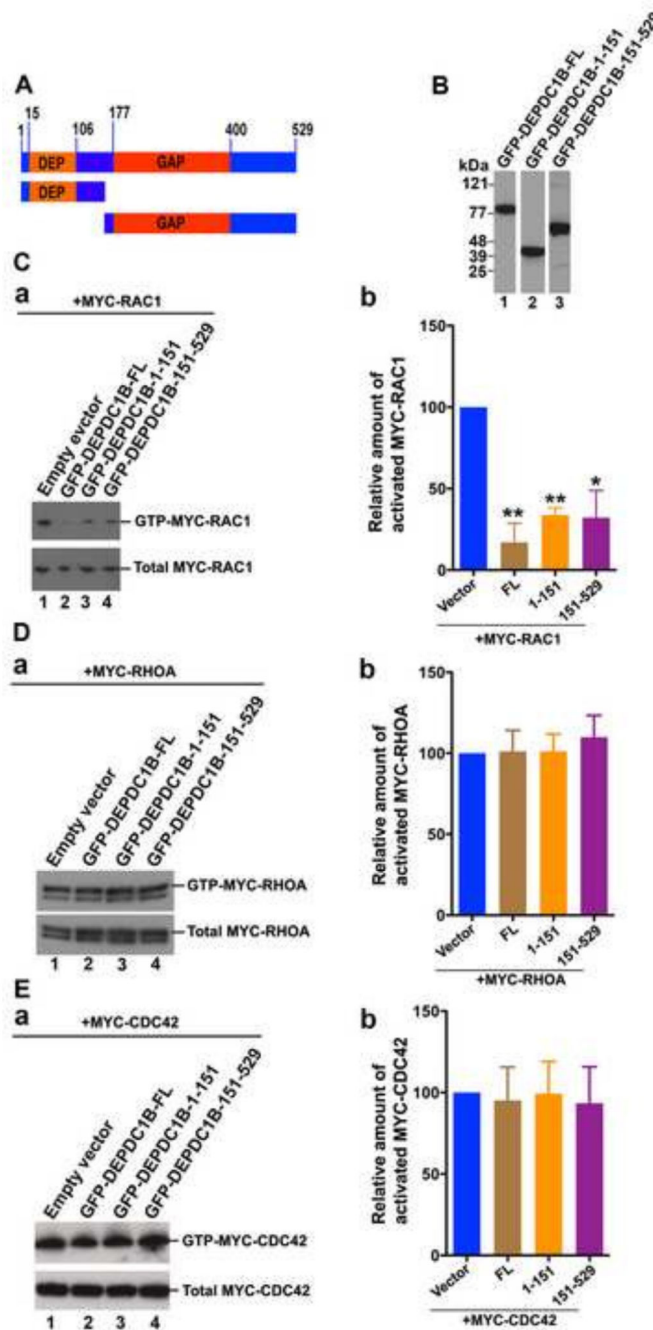 A
1 15 106 177 400 529
DEP GAP
DEP
GAP
B
GFP-DEPDC1B-FL
GFP-DEPDC1B-1-151
GFP-DEPDC1B-151-529
kDa
121
77
48
39
25
1 2 3
C
a
+MYC-RAC1
Empty evctor
GFP-DEPDC1B-FL
GFP-DEPDC1B-1-151
GFP-DEPDC1B-151-529
GTP-MYC-RAC1
Total MYC-RAC1
1 2 3 4
b
Relative amount of
activated MYC-RAC1
150
100
50
0
** ** *
Vector FL 1-151 151-529
+MYC-RAC1
D
a
+MYC-RHOA
Empty vector
GFP-DEPDC1B-FL
GFP-DEPDC1B-1-151
GFP-DEPDC1B-151-529
GTP-MYC-RHOA
Total MYC-RHOA
1 2 3 4
b
Relative amount of
activated MYC-RHOA
150
100
50
0
Vector FL 1-151 151-529
+MYC-RHOA
E
a
+MYC-CDC42
Empty vector
GFP-DEPDC1B-FL
GFP-DEPDC1B-1-151
GFP-DEPDC1B-151-529
GTP-MYC-CDC42
Total MYC-CDC42
1 2 3 4
b
Relative amount of
activated MYC-CDC42
150
100
50
0
Vector FL 1-151 151-529
+MYC-CDC42